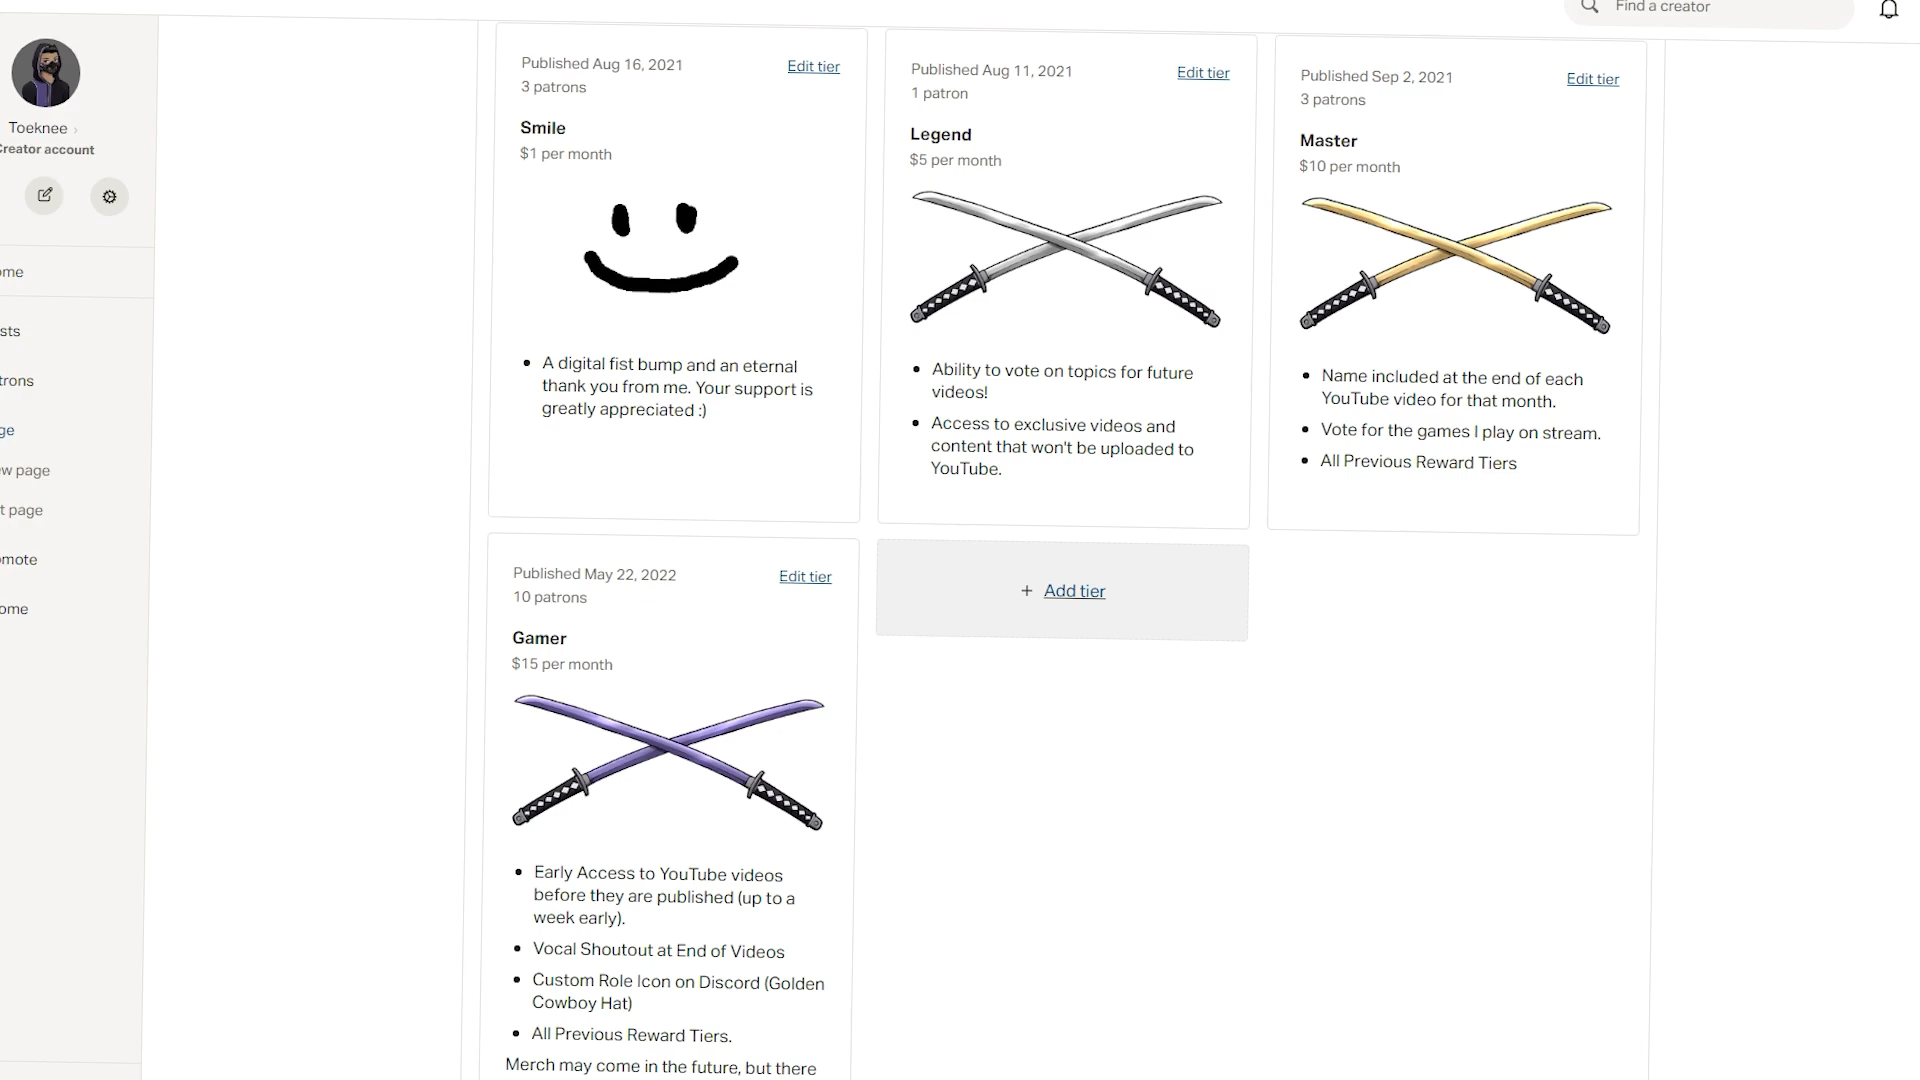 Find a creator
Toeknee
Creator account
ome
sts
trons
ge
w page
t page
mote
ome
Published Aug 16, 2021
Edit tier
3 patrons
Smile
$1 per month
A digital fist bump and an eternal
thank you from me. Your support is
greatly appreciated :)
Published Aug 11, 2021
Edit tier
1 patron
Legend
$5 per month
Ability to vote on topics for future
videos!
Access to exclusive videos and
content that won't be uploaded to
YouTube.
Published Sep 2, 2021
Edit tier
3 patrons
Master
$10 per month
Name included at the end of each
YouTube video for that month.
Vote for the games I play on stream.
All Previous Reward Tiers
Published May 22, 2022
Edit tier
10 patrons
Gamer
$15 per month
Early Access to YouTube videos
before they are published (up to a
week early).
Vocal Shoutout at End of Videos
Custom Role Icon on Discord (Golden
Cowboy Hat)
All Previous Reward Tiers.
Merch may come in the future, but there
+ Add tier